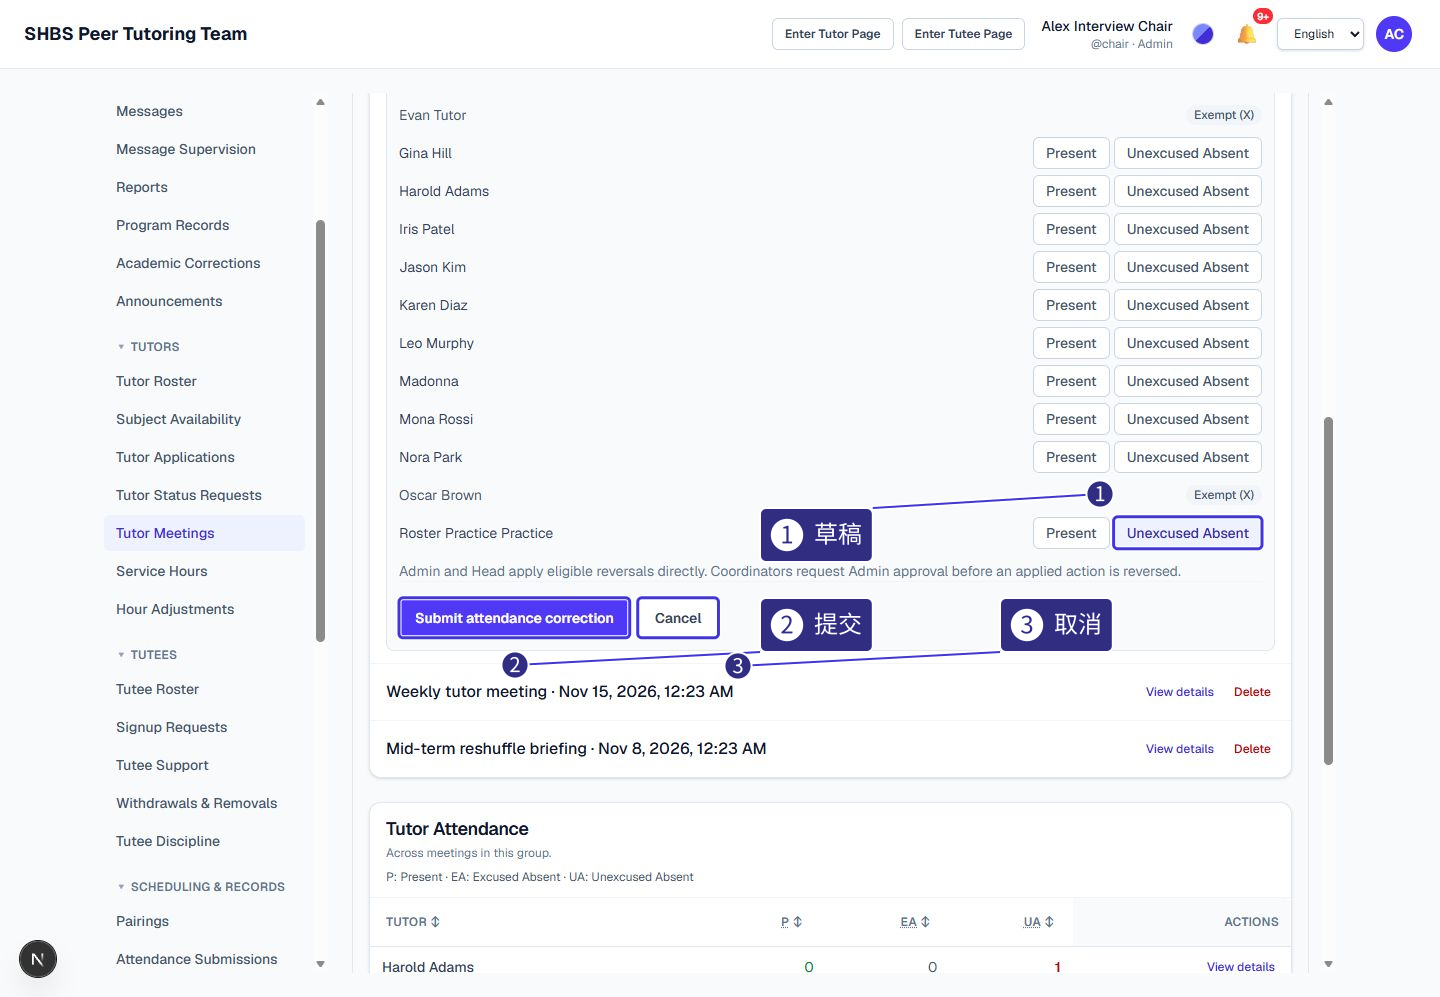 SHBS Peer Tutoring Team
Enter Tutor Page
Enter Tutee Page
Alex Interview Chair
@chair · Admin
9+
English
AC
Messages
Message Supervision
Reports
Program Records
Academic Corrections
Announcements
TUTORS
Tutor Roster
Subject Availability
Tutor Applications
Tutor Status Requests
Tutor Meetings
Service Hours
Hour Adjustments
TUTEES
Tutee Roster
Signup Requests
Tutee Support
Withdrawals & Removals
Tutee Discipline
SCHEDULING & RECORDS
Pairings
Attendance Submissions
N
Evan Tutor Exempt (X)
Gina Hill Present Unexcused Absent
Harold Adams Present Unexcused Absent
Iris Patel Present Unexcused Absent
Jason Kim Present Unexcused Absent
Karen Diaz Present Unexcused Absent
Leo Murphy Present Unexcused Absent
Madonna Present Unexcused Absent
Mona Rossi Present Unexcused Absent
Nora Park Present Unexcused Absent
Oscar Brown 1 Exempt (X)
1 草稿
Roster Practice Practice Present Unexcused Absent
Admin and Head apply eligible reversals directly. Coordinators request Admin approval before an applied action is reversed.
Submit attendance correction Cancel 2 提交 3 取消
2 3
Weekly tutor meeting · Nov 15, 2026, 12:23 AM View details Delete
Mid-term reshuffle briefing · Nov 8, 2026, 12:23 AM View details Delete
Tutor Attendance
Across meetings in this group.
P: Present · EA: Excused Absent · UA: Unexcused Absent
TUTOR P EA UA ACTIONS
Harold Adams 0 0 1 View details